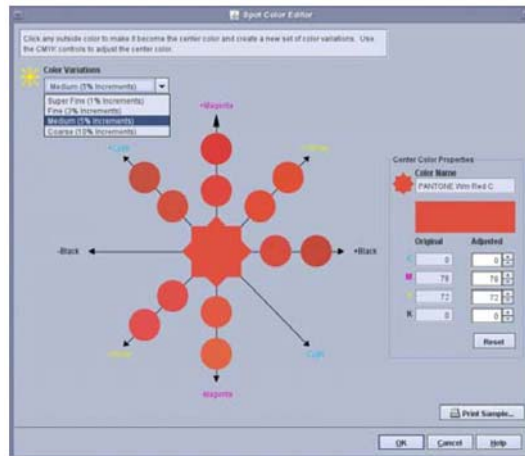 Spot Color Editor
Click any outside color to make it become the center color and create a new set of color variations. Use
the CMYK controls to adjust the center color.
Color Variations
Medium (5% Increments)
Super Fine (1% Increments)
Fine (3% Increments)
Medium (5% Increments)
Coarse (10% Increments)
+Magenta
+Cyan
+Yellow
-Black
+Black
-Yellow
-Cyan
-Magenta
Center Color Properties
Color Name
PANTONE Wrm Red C
Original Adjusted
C 0 0
M 79 79
Y 72 72
K 0 0
Reset
Print Sample...
OK Cancel Help